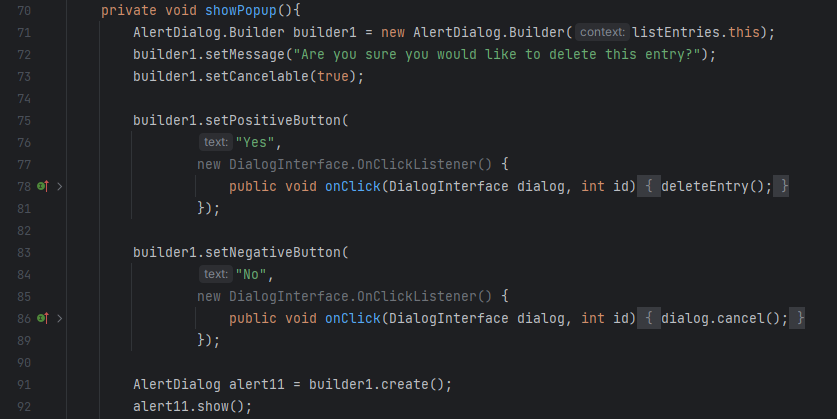 70 private void showPopup(){
71 AlertDialog.Builder builder1 = new AlertDialog.Builder( context: listEntries.this);
72 builder1.setMessage("Are you sure you would like to delete this entry?");
73 builder1.setCancelable(true);
74
75 builder1.setPositiveButton(
76 text: "Yes",
77 new DialogInterface.OnClickListener() {
78 public void onClick(DialogInterface dialog, int id) { deleteEntry(); }
81 });
82
83 builder1.setNegativeButton(
84 text: "No",
85 new DialogInterface.OnClickListener() {
86 public void onClick(DialogInterface dialog, int id) { dialog.cancel(); }
89 });
90
91 AlertDialog alert11 = builder1.create();
92 alert11.show();